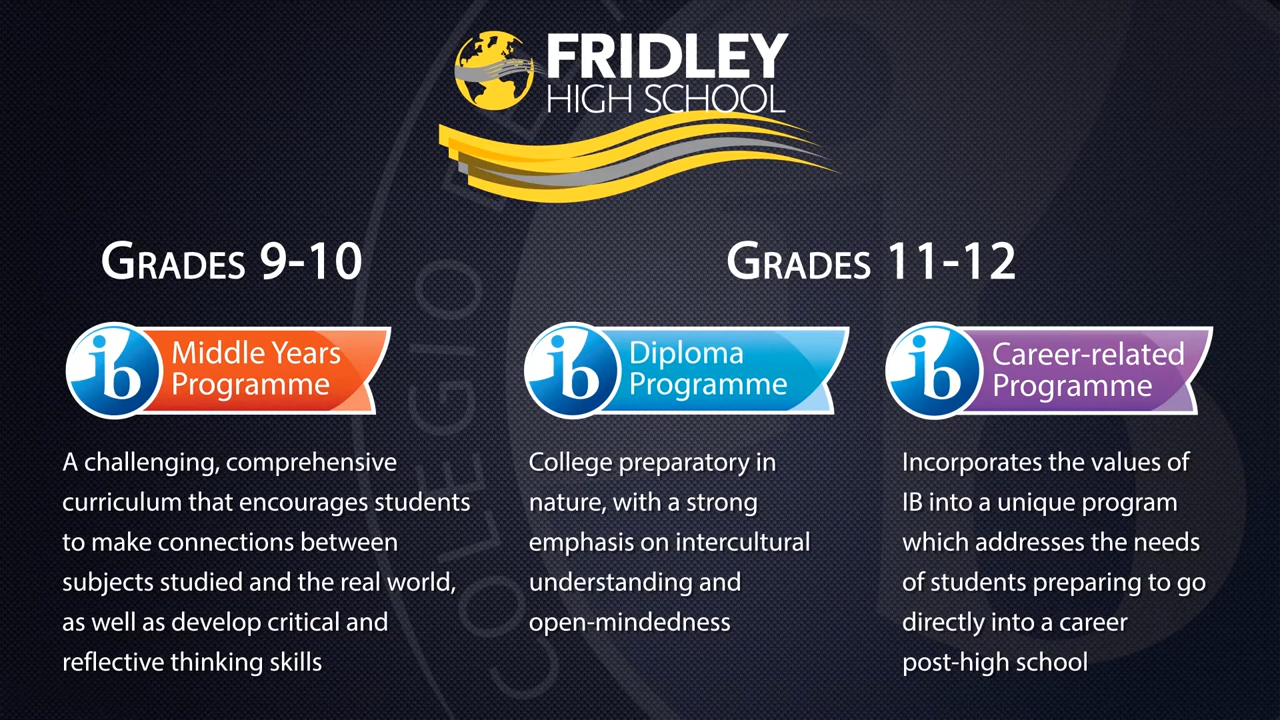 FRIDLEY
HIGH SCHOOL
GRADES 9-10
ib
Middle Years
Programme
A challenging, comprehensive
curriculum that encourages students
to make connections between
subjects studied and the real world,
as well as develop critical and
reflective thinking skills
GRADES 11-12
ib
Diploma
Programme
College preparatory in
nature, with a strong
emphasis on intercultural
understanding and
open-mindedness
ib
Career-related
Programme
Incorporates the values of
IB into a unique program
which addresses the needs
of students preparing to go
directly into a career
post-high school
COLEGIO